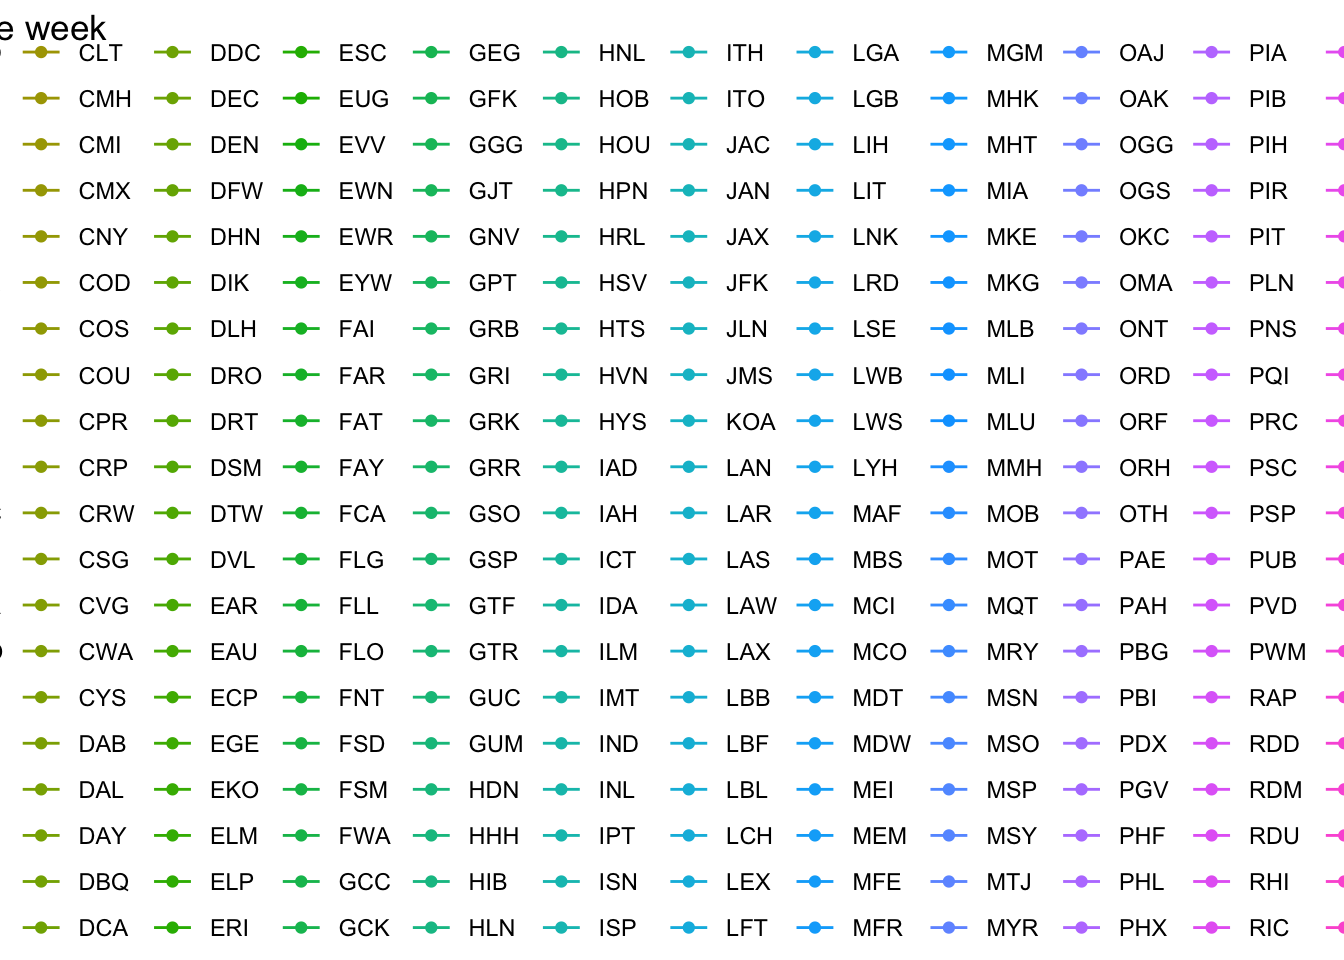 e week
CLT DDC ESC GEG HNL ITH LGA MGM OAJ PIA
CMH DEC EUG GFK HOB ITO LGB MHK OAK PIB
CMI DEN EVV GGG HOU JAC LIH MHT OGG PIH
CMX DFW EWN GJT HPN JAN LIT MIA OGS PIR
CNY DHN EWR GNV HRL JAX LNK MKE OKC PIT
COD DIK EYW GPT HSV JFK LRD MKG OMA PLN
COS DLH FAI GRB HTS JLN LSE MLB ONT PNS
COU DRO FAR GRI HVN JMS LWB MLI ORD PQI
CPR DRT FAT GRK HYS KOA LWS MLU ORF PRC
CRP DSM FAY GRR IAD LAN LYH MMH ORH PSC
CRW DTW FCA GSO IAH LAR MAF MOB OTH PSP
CSG DVL FLG GSP ICT LAS MBS MOT PAE PUB
CVG EAR FLL GTF IDA LAW MCI MQT PAH PVD
CWA EAU FLO GTR ILM LAX MCO MRY PBG PWM
CYS ECP FNT GUC IMT LBB MDT MSN PBI RAP
DAB EGE FSD GUM IND LBF MDW MSO PDX RDD
DAL EKO FSM HDN INL LBL MEI MSP PGV RDM
DAY ELM FWA HHH IPT LCH MEM MSY PHF RDU
DBQ ELP GCC HIB ISN LEX MFE MTJ PHL RHI
DCA ERI GCK HLN ISP LFT MFR MYR PHX RIC